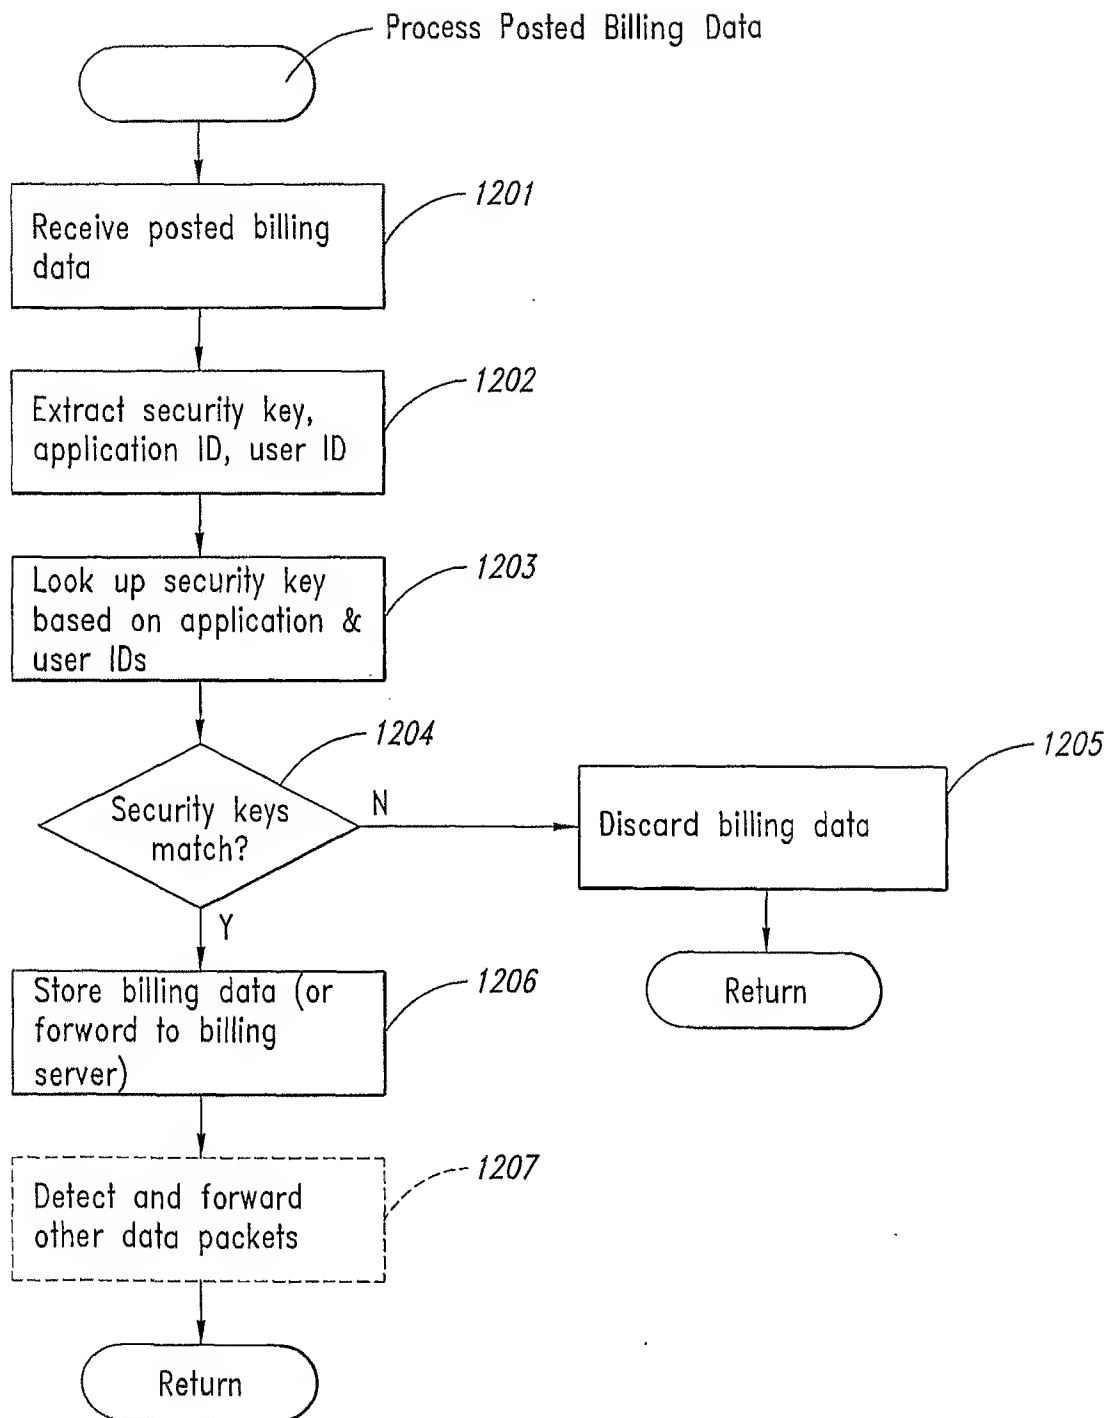 Process Posted Billing Data
1201
Receive posted billing
data
1202
Extract security key,
application ID, user ID
1203
Look up security key
based on application &
user IDs
1204
Security keys
match?
N
1205
Discard billing data
Return
Y
1206
Store billing data (or
forword to billing
server)
1207
Detect and forward
other data packets
Return